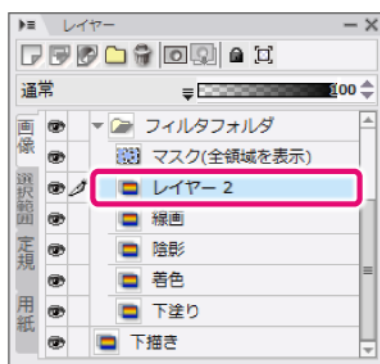 レイヤー
通常 100
画像
選択範囲
定規
用紙
フィルタフォルダ
マスク(全領域を表示)
レイヤー 2
線画
陰影
着色
下塗り
下描き